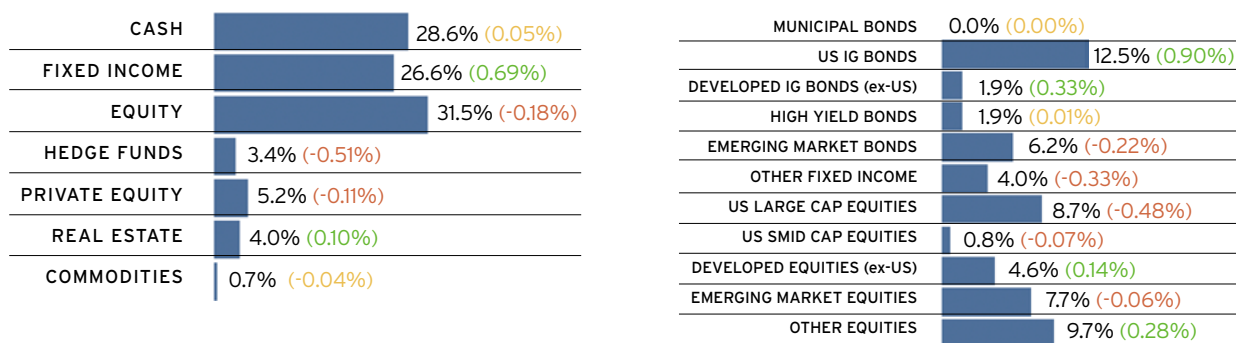 CASH 28.6% (0.05%)
FIXED INCOME 26.6% (0.69%)
EQUITY 31.5% (-0.18%)
HEDGE FUNDS 3.4% (-0.51%)
PRIVATE EQUITY 5.2% (-0.11%)
REAL ESTATE 4.0% (0.10%)
COMMODITIES 0.7% (-0.04%)
MUNICIPAL BONDS 0.0% (0.00%)
US IG BONDS 12.5% (0.90%)
DEVELOPED IG BONDS (ex-US) 1.9% (0.33%)
HIGH YIELD BONDS 1.9% (0.01%)
EMERGING MARKET BONDS 6.2% (-0.22%)
OTHER FIXED INCOME 4.0% (-0.33%)
US LARGE CAP EQUITIES 8.7% (-0.48%)
US SMID CAP EQUITIES 0.8% (-0.07%)
DEVELOPED EQUITIES (ex-US) 4.6% (0.14%)
EMERGING MARKET EQUITIES 7.7% (-0.06%)
OTHER EQUITIES 9.7% (0.28%)